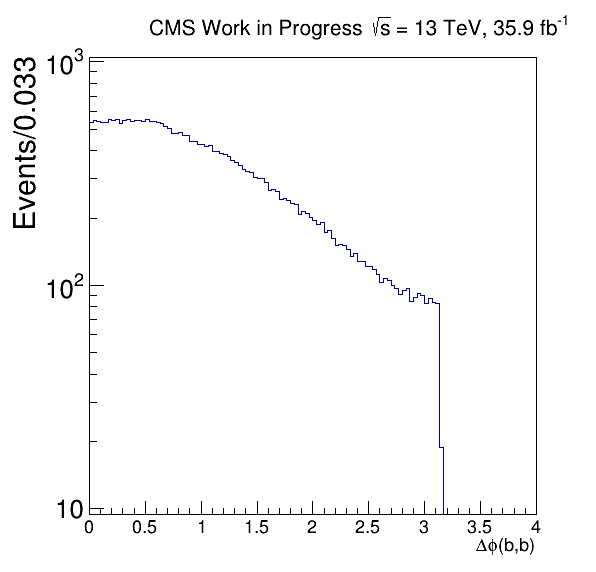 CMS Work in Progress √s = 13 TeV, 35.9 fb⁻¹
Events/0.033
10³
10²
10
0 0.5 1 1.5 2 2.5 3 3.5 4
Δϕ(b,b)